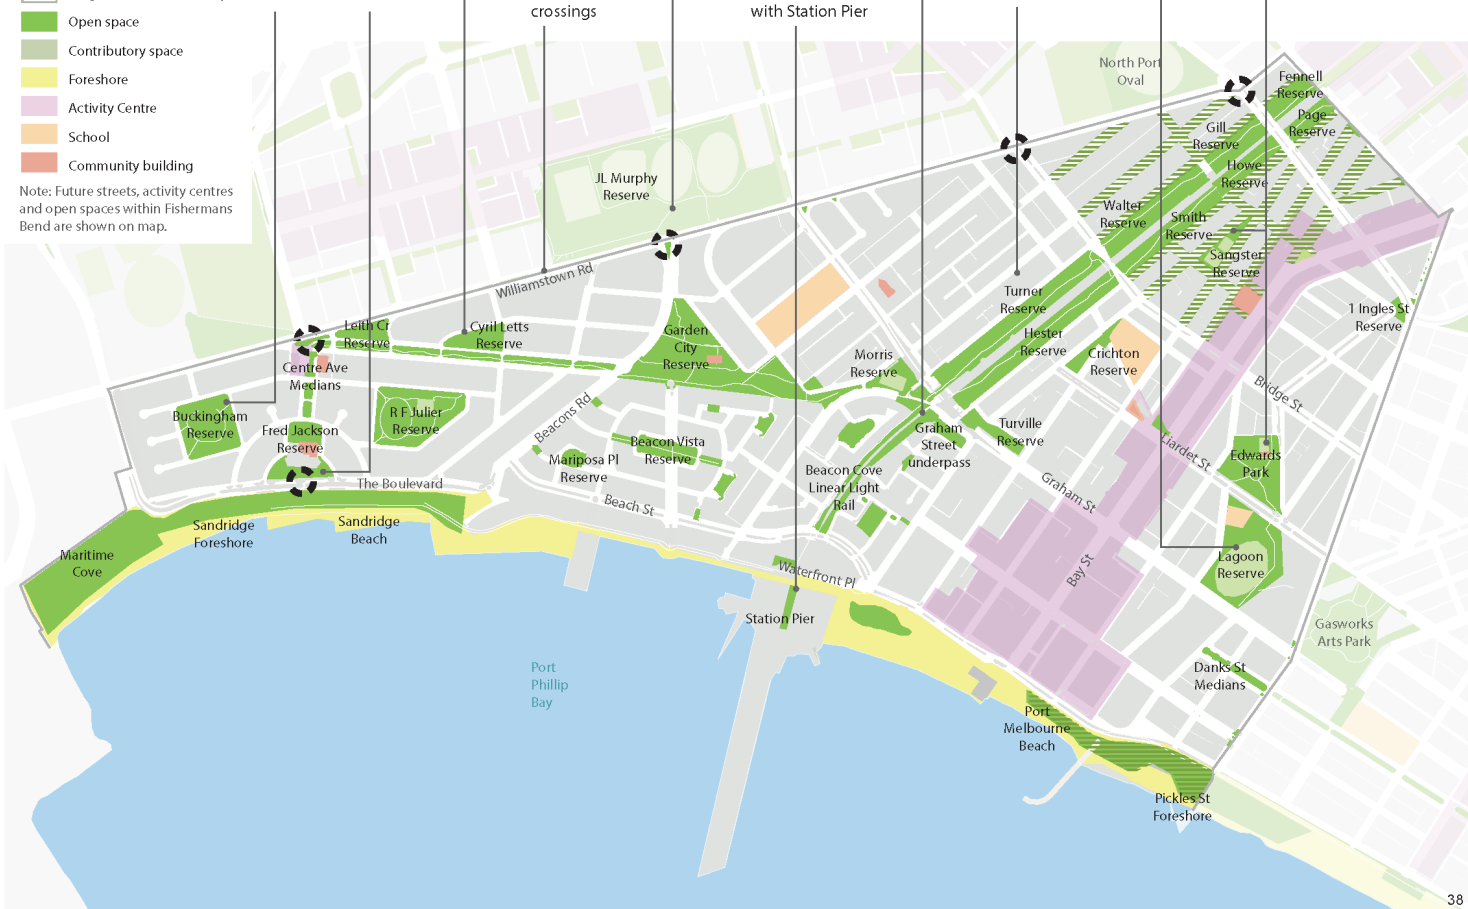 crossings
with Station Pier
Open space
Contributory space
Foreshore
Activity Centre
School
Community building
Note: Future streets, activity centres
and open spaces within Fishermans
Bend are shown on map.
North Port
Oval
Fennell
Reserve
Page
Reserve
Gill
Reserve
Howe
Reserve
JL Murphy
Reserve
Walter
Reserve
Smith
Reserve
Sangster
Reserve
Williamstown Rd
Turner
Reserve
1 Ingles St
Reserve
Leith Cr
Reserve
Cyril Letts
Reserve
Garden
City
Reserve
Hester
Reserve
Crichton
Reserve
Morris
Reserve
Centre Ave
Medians
Bridge St
Buckingham
Reserve
R F Julier
Reserve
Beacons Rd
Fred Jackson
Reserve
Beacon Vista
Reserve
Graham
Street
underpass
Turville
Reserve
Liardet St
Edwards
Park
Mariposa Pl
Reserve
Beacon Cove
Linear Light
Rail
The Boulevard
Beach St
Graham St
Sandridge
Foreshore
Sandridge
Beach
Maritime
Cove
Waterfront Pl
Bay St
Lagoon
Reserve
Station Pier
Gasworks
Arts Park
Port
Phillip
Bay
Danks St
Medians
Port
Melbourne
Beach
Pickles St
Foreshore
38